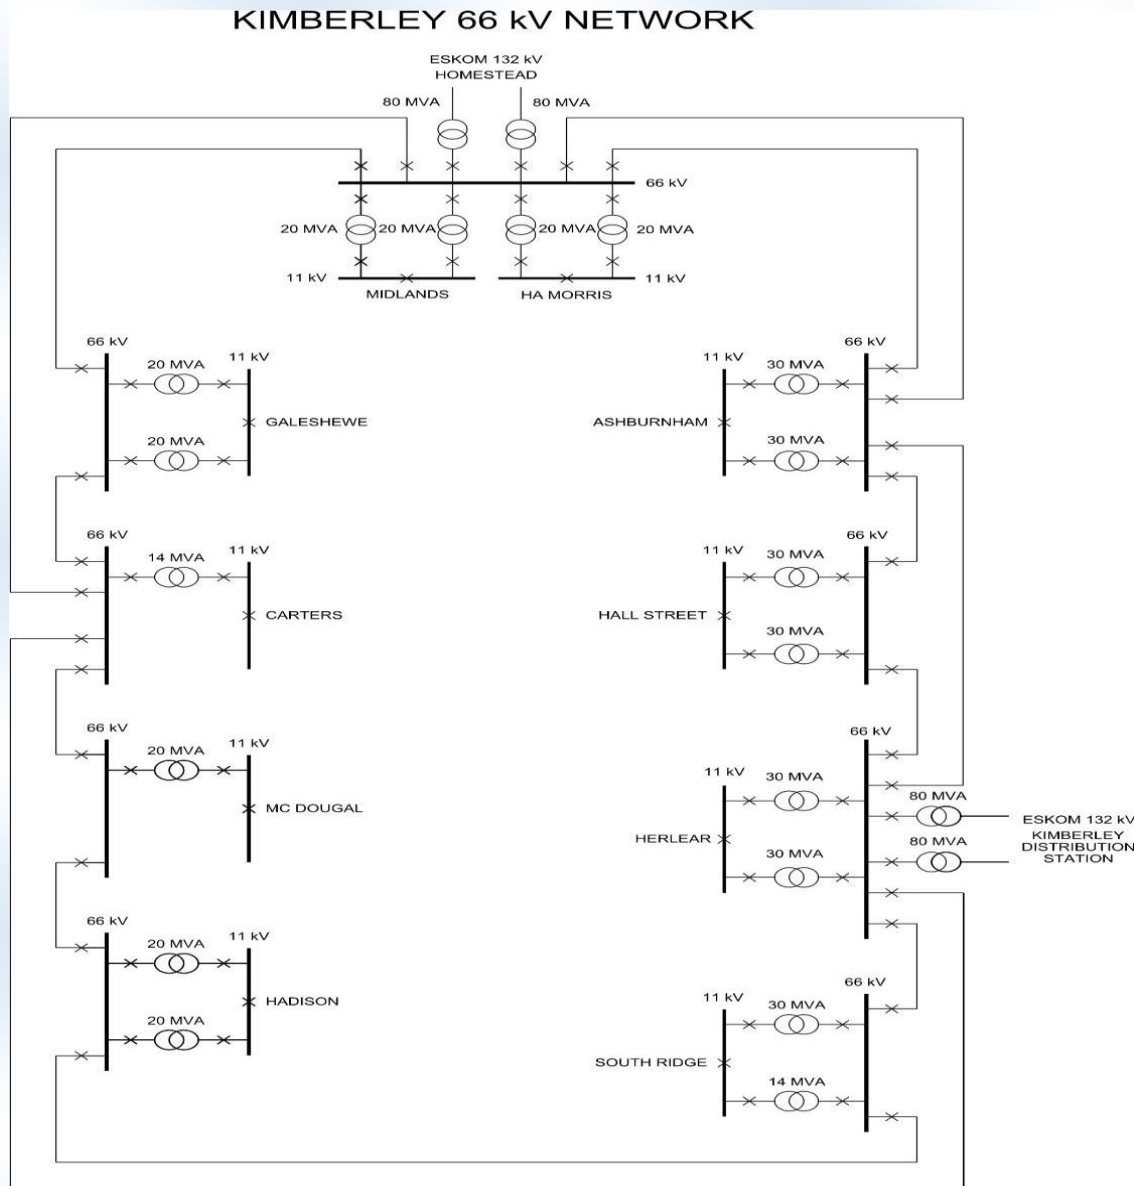 KIMBERLEY 66 kV NETWORK
ESKOM 132 kV
HOMESTEAD
80 MVA
80 MVA
66 kV
20 MVA
20 MVA
20 MVA
20 MVA
11 kV
11 kV
MIDLANDS
HA MORRIS
66 kV
20 MVA
11 kV
GALESHEWE
20 MVA
66 kV
14 MVA
11 kV
CARTERS
66 kV
20 MVA
11 kV
MC DOUGAL
66 kV
20 MVA
11 kV
HADISON
20 MVA
11 kV
30 MVA
66 kV
ASHBURNHAM
30 MVA
11 kV
30 MVA
66 kV
HALL STREET
30 MVA
66 kV
11 kV
30 MVA
80 MVA
ESKOM 132 kV
KIMBERLEY
DISTRIBUTION
STATION
HERLEAR
80 MVA
30 MVA
66 kV
11 kV
30 MVA
SOUTH RIDGE
14 MVA